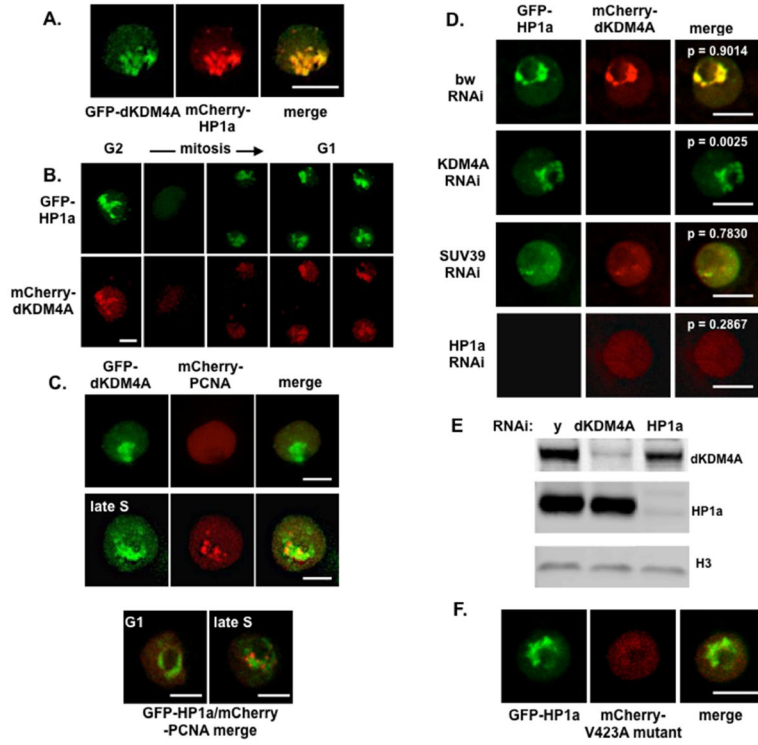 A.
GFP-dKDM4A mCherry-HP1a merge
G2 mitosis G1
B.
GFP-HP1a
mCherry-dKDM4A
C.
GFP-dKDM4A mCherry-PCNA merge
late S
G1 late S
GFP-HP1a/mCherry
-PCNA merge
D.
GFP-HP1a mCherry-dKDM4A merge
bw RNAi
p = 0.9014
KDM4A RNAi
p = 0.0025
SUV39 RNAi
p = 0.7830
HP1a RNAi
p = 0.2867
E
RNAi: y dKDM4A HP1a
dKDM4A
HP1a
H3
F.
GFP-HP1a mCherry-V423A mutant merge